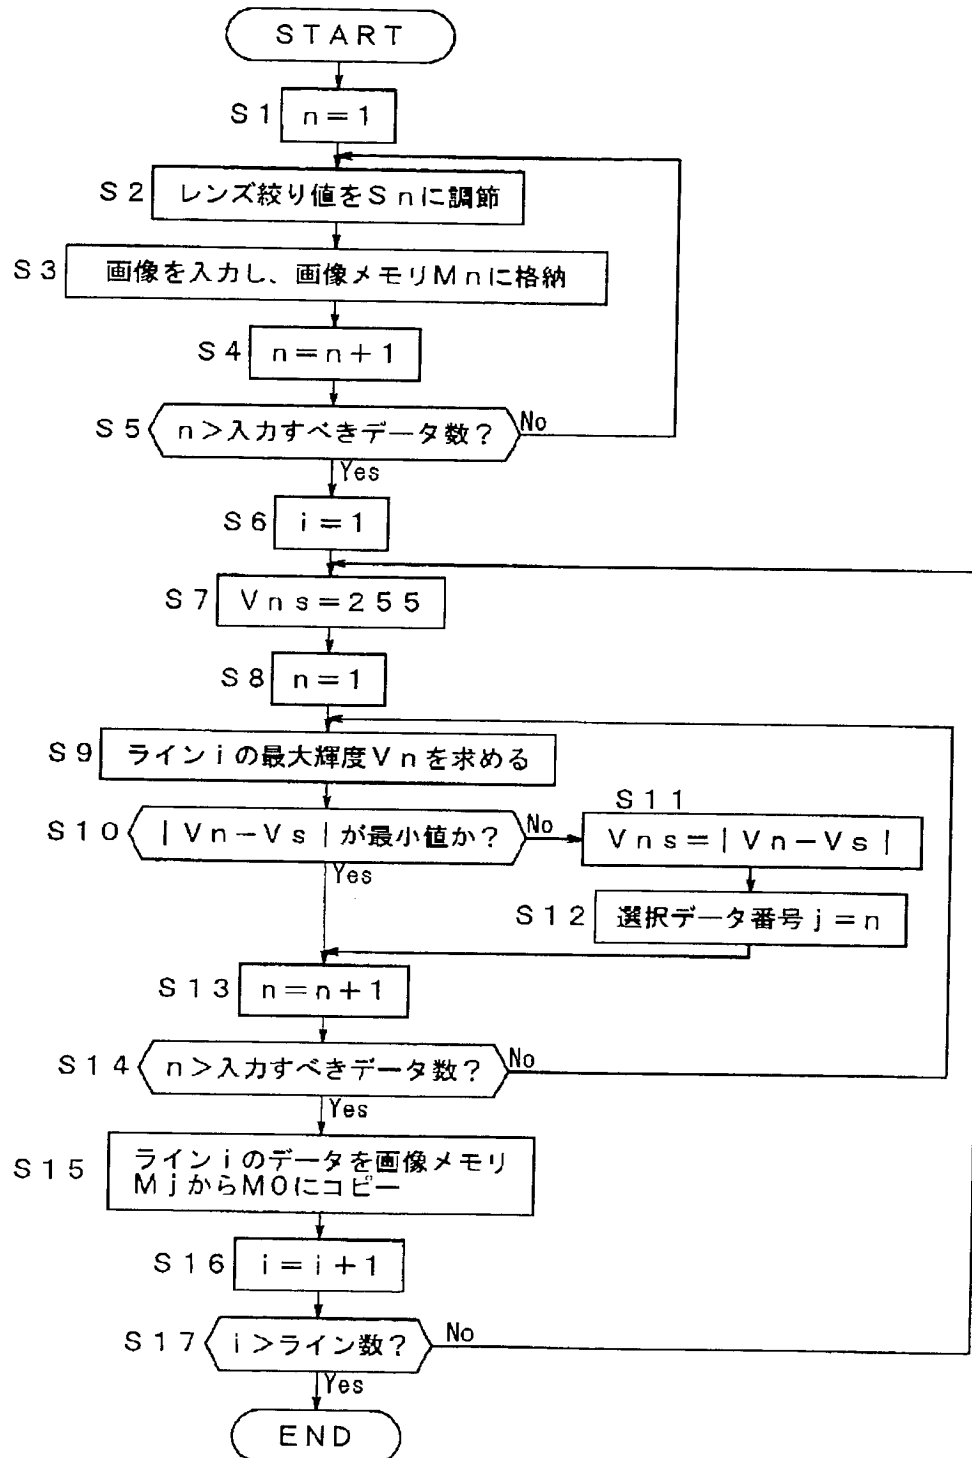 START
S1 n=1
S2 レンズ絞り値をSnに調節
S3 画像を入力し、画像メモリMnに格納
S4 n=n+1
S5 n>入力すべきデータ数? No
Yes
S6 i=1
S7 Vns=255
S8 n=1
S9 ラインiの最大輝度Vnを求める
S10 |Vn-Vs|が最小値か? No
Yes
S11
Vns=|Vn-Vs|
S12 選択データ番号j=n
S13 n=n+1
S14 n>入力すべきデータ数? No
Yes
S15 ラインiのデータを画像メモリ
MjからM0にコピー
S16 i=i+1
S17 i>ライン数? No
Yes
END